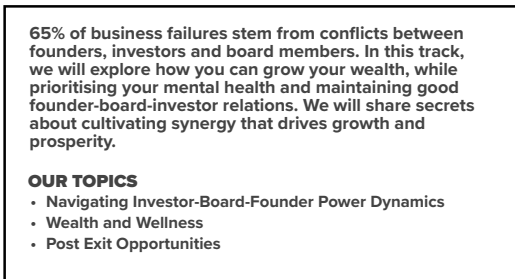 65% of business failures stem from conflicts between
founders, investors and board members. In this track,
we will explore how you can grow your wealth, while
prioritising your mental health and maintaining good
founder-board-investor relations. We will share secrets
about cultivating synergy that drives growth and
prosperity.
OUR TOPICS
• Navigating Investor-Board-Founder Power Dynamics
• Wealth and Wellness
• Post Exit Opportunities